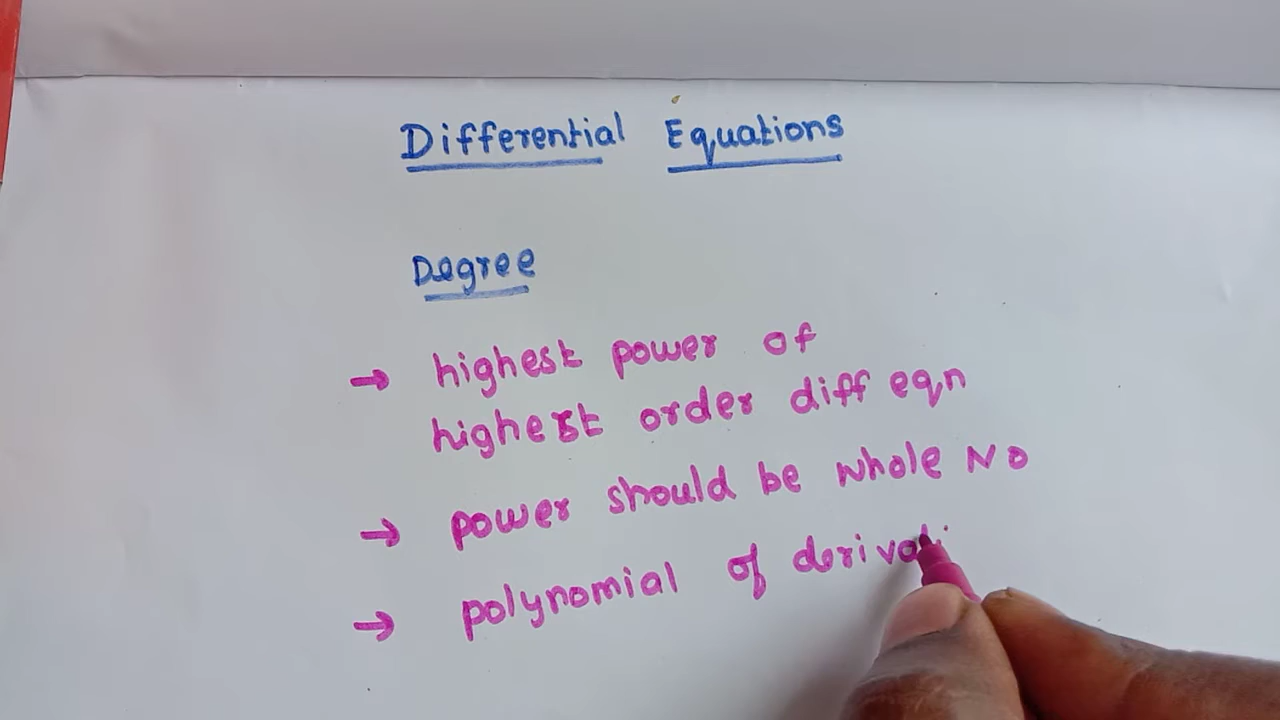 Differential Equations
Degree
→ highest power of
highest order diff eqn
→ power should be whole No
→ polynomial of